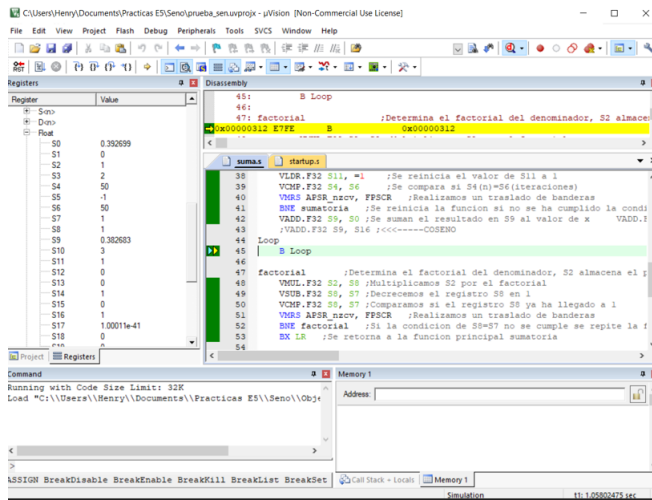 C:\Users\Henry\Documents\Practicas E5\Seno\prueba_sen.uvprojx - µVision [Non-Commercial Use License]
File Edit View Project Flash Debug Peripherals Tools SVCS Window Help
Registers
Register Value
S<n>
D<n>
Float
S0 0.392699
S1 0
S2 1
S3 2
S4 50
S5 -1
S6 50
S7 1
S8 1
S9 0.382683
S10 3
S11 1
S12 0
S13 0
S14 1
S15 0
S16 1
S17 1.00011e-41
S18 0
Project Registers
Disassembly
45: B Loop
46:
47: factorial ;Determina el factorial del denominador, S2 almace
0x00000312 E7FE B 0x00000312
suma.s startup.s
38 VLDR.F32 S11, =1 ;Se reinicia el valor de S11 a 1
39 VCMP.F32 S4, S6 ;Se compara si S4(n)=S6(iteraciones)
40 VMRS APSR_nzcv, FPSCR ;Realizamos un traslado de banderas
41 BNE sumatoria ;Se reinicia la funcion si no se ha cumplido la condi
42 VADD.F32 S9, S0 ;Se suman el resultado en S9 al valor de x VADD.F
43 ;VADD.F32 S9, S16 ;<<<-----COSENO
44 Loop
45 B Loop
46
47 factorial ;Determina el factorial del denominador, S2 almacena el p
48 VMUL.F32 S2, S8 ;Multiplicamos S2 por el factorial
49 VSUB.F32 S8, S7 ;Decrecemos el registro S8 en 1
50 VCMP.F32 S8, S7 ;Comparamos si el registro S8 ya ha llegado a 1
51 VMRS APSR_nzcv, FPSCR ;Realizamos un traslado de banderas
52 BNE factorial ;Si la condicion de S8=S7 no se cumple se repite la f
53 BX LR ;Se retorna a la funcion principal sumatoria
54
Command
Running with Code Size Limit: 32K
Load "C:\\Users\\Henry\\Documents\\Practicas E5\\Seno\\Obje
>
ASSIGN BreakDisable BreakEnable BreakKill BreakList BreakSet
Memory 1
Address:
Call Stack + Locals Memory 1
Simulation t1: 1.05802475 sec